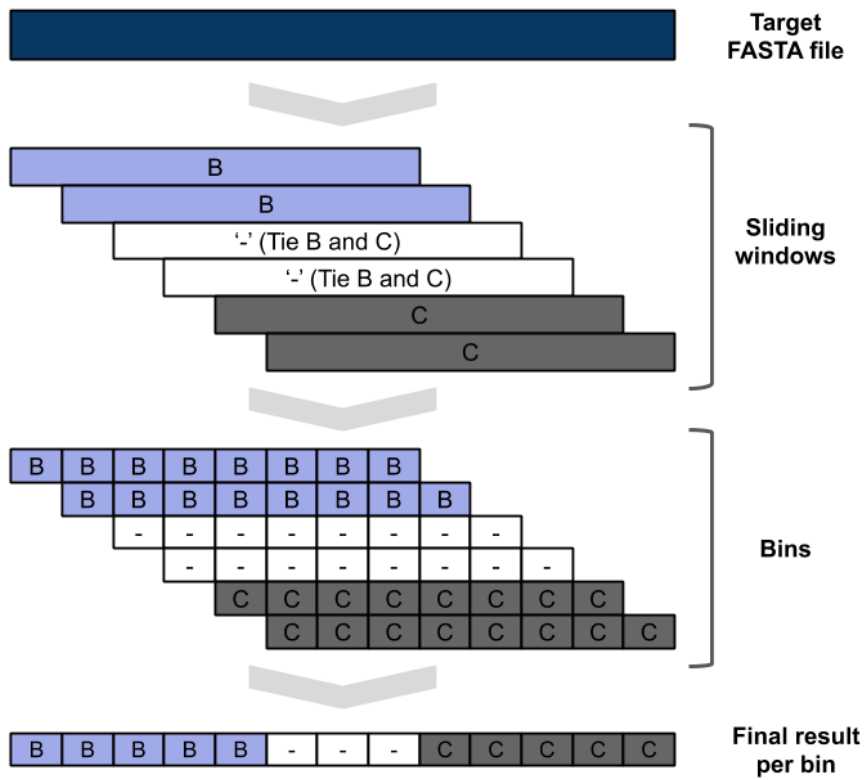 Target
FASTA file
B
B
‘-’ (Tie B and C)
‘-’ (Tie B and C)
C
C
Sliding
windows
B B B B B B B B
B B B B B B B B
- - - - - - - -
- - - - - - - -
C C C C C C C C
C C C C C C C C
Bins
B B B B B - - - C C C C C
Final result
per bin